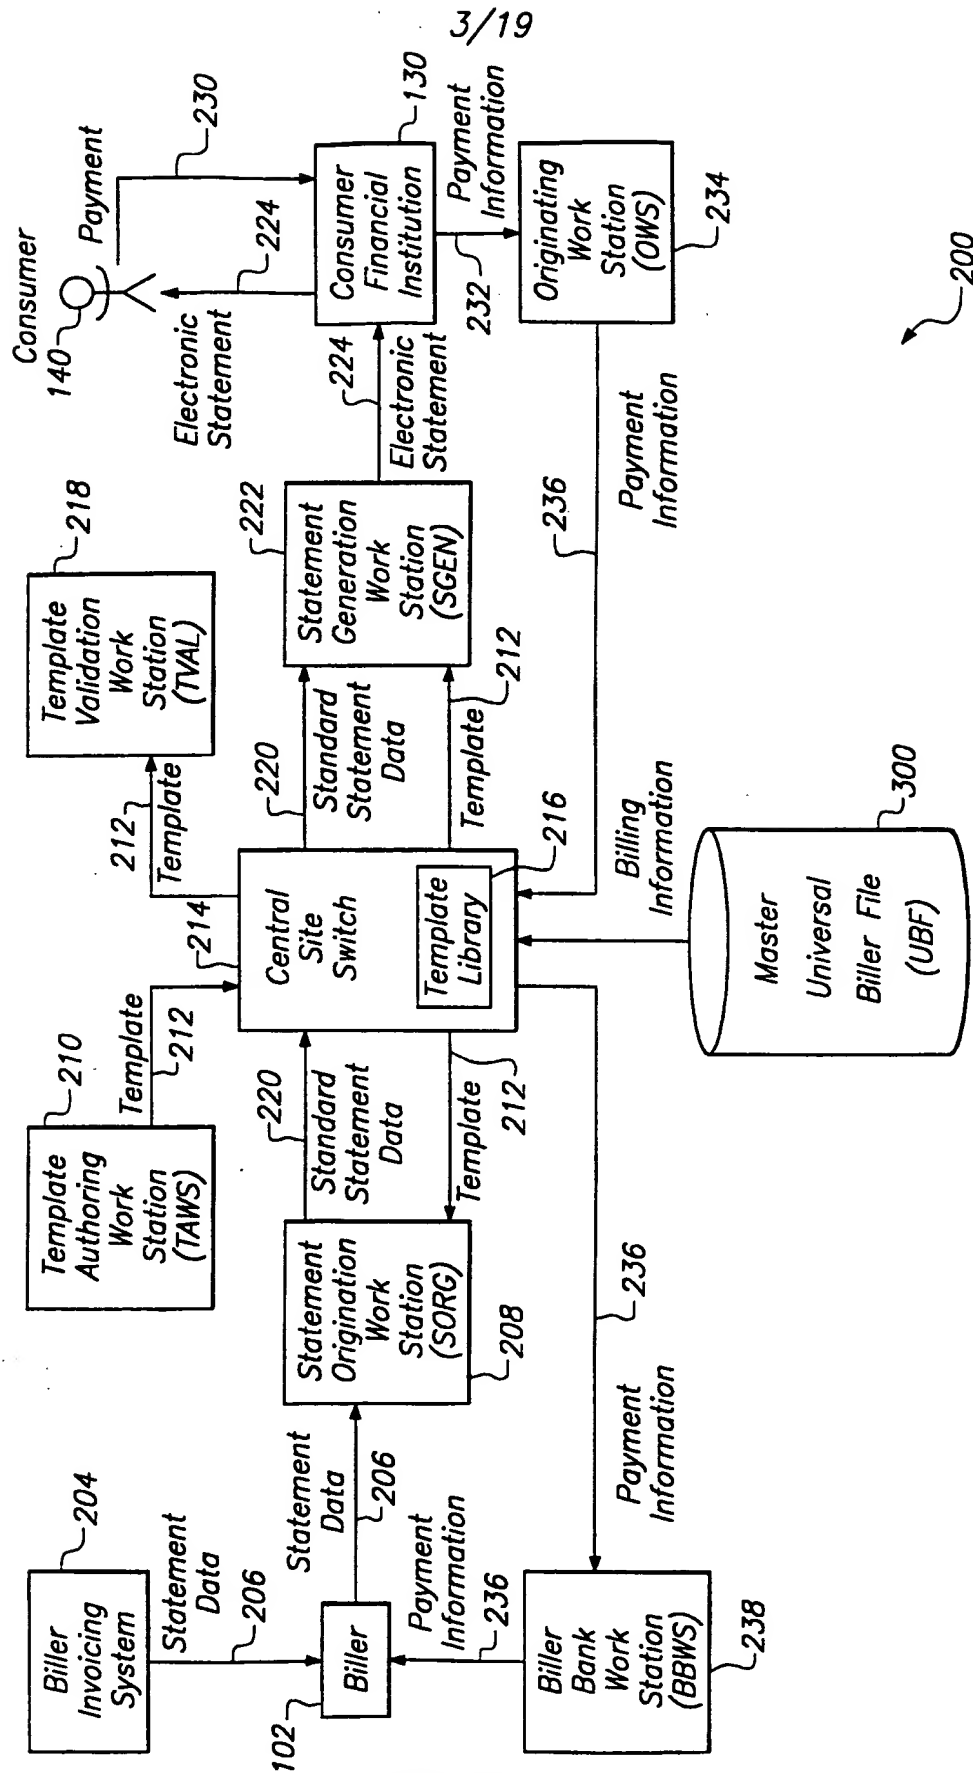 3/19
Biller
Invoicing
System
204
Statement
Data
206
Biller
102
Statement
Data
206
Payment
Information
236
Biller
Bank
Work
Station
(BBWS)
238
Template
Authoring
Work
Station
(TAWS)
210
Template
212
Statement
Origination
Work
Station
(SORG)
208
220
Standard
Statement
Data
Template
212
Central
Site
Switch
214
Template
Library
216
212
Template
Template
Validation
Work
Station
(TVAL)
218
220
Standard
Statement
Data
Template
212
Statement
Generation
Work
Station
(SGEN)
222
224
Electronic
Statement
Consumer
140
Electronic
Statement
224
Payment
230
Consumer
Financial
Institution
130
232
Payment
Information
Originating
Work
Station
(OWS)
234
236
Payment
Information
Billing
Information
Master
Universal
Biller File
(UBF)
300
Payment
Information
236
200